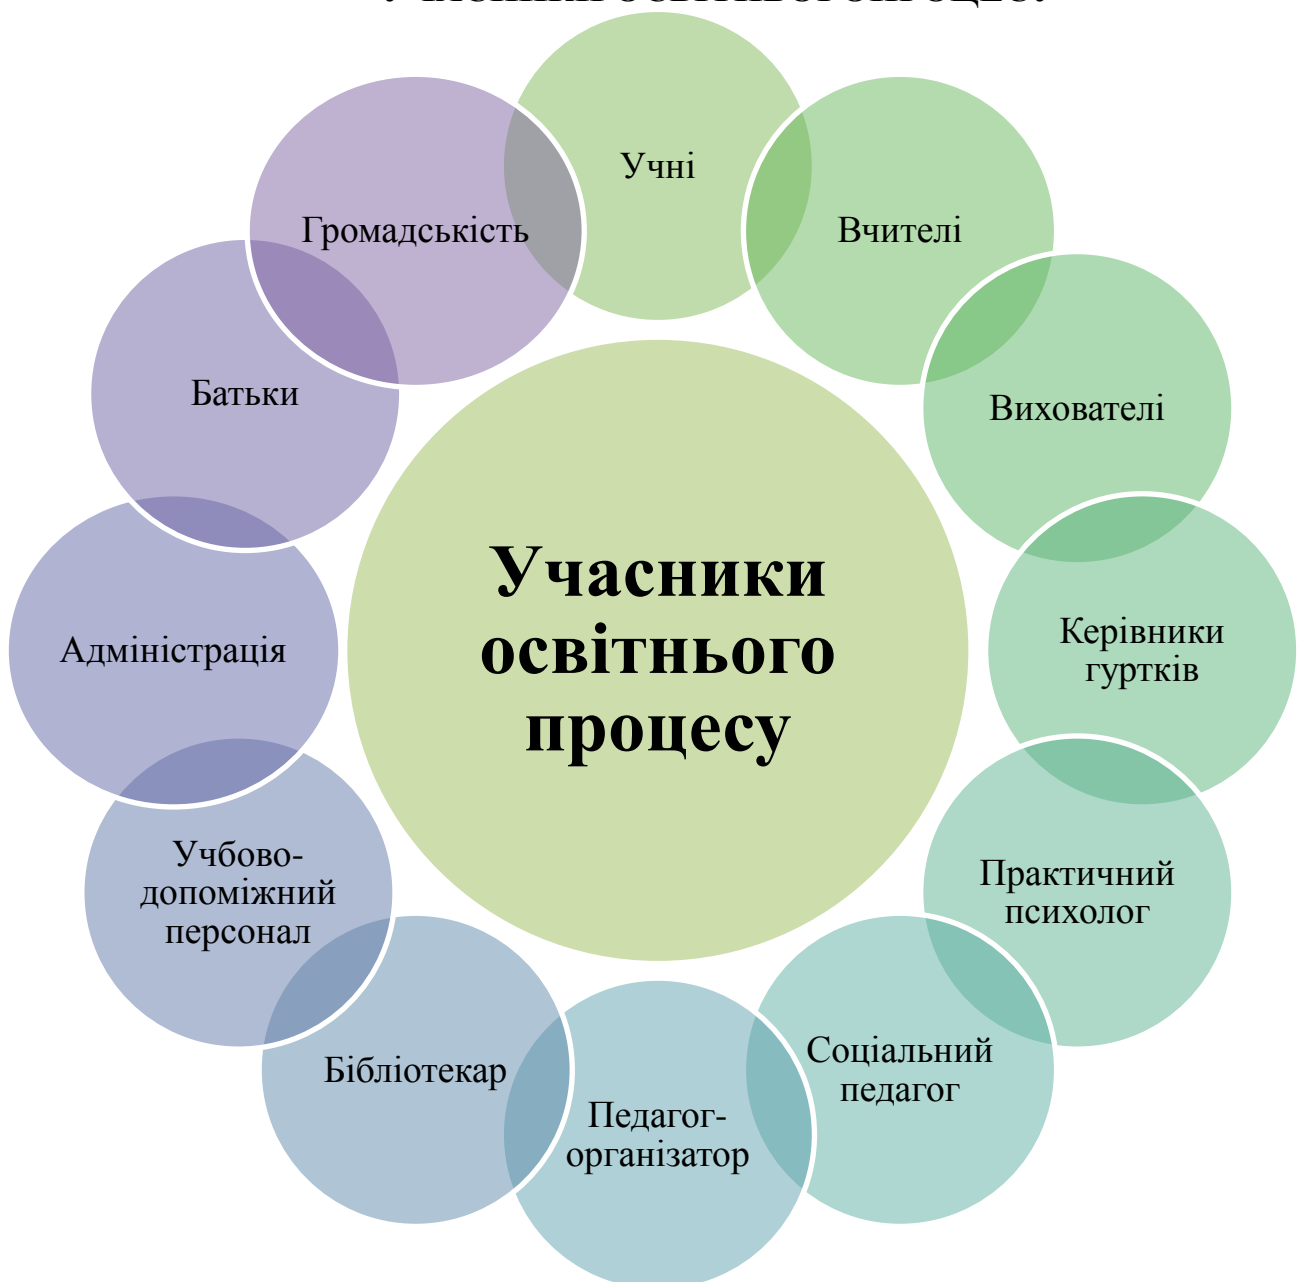 Учні
Вчителі
Вихователі
Керівники
гуртків
Практичний
психолог
Соціальний
педагог
Педагог-
організатор
Бібліотекар
Учбово-
допоміжний
персонал
Адміністрація
Батьки
Громадськість
Учасники
освітнього
процесу